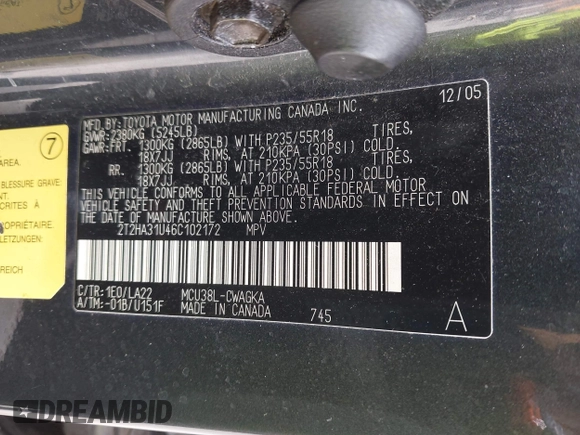 MFD.BY:TOYOTA MOTOR MANUFACTURING CANADA INC. 12/05
GVWR:2380KG (5245LB)
GAWR:FRT. 1300KG (2865LB) WITH P235/55R18 TIRES,
18X7JJ RIMS, AT 210KPA (30PSI) COLD.
RR. 1300KG (2865LB) WITH P235/55R18 TIRES,
18X7JJ RIMS, AT 210KPA (30PSI) COLD.
THIS VEHICLE CONFORMS TO ALL APPLICABLE FEDERAL MOTOR
VEHICLE SAFETY AND THEFT PREVENTION STANDARDS IN EFFECT ON
THE DATE OF MANUFACTURE SHOWN ABOVE.
2T2HA31U46C102172 MPV
C/TR:1E0/LA22 MCU38L-CWAGKA
A/TM:-01B/U151F MADE IN CANADA 745 A
7
AREA.
BLESSURE GRAVE
NT.
CRITES À
ROPRIÉTAIRE.
LETZUNGEN:
REICH
DREAMBID